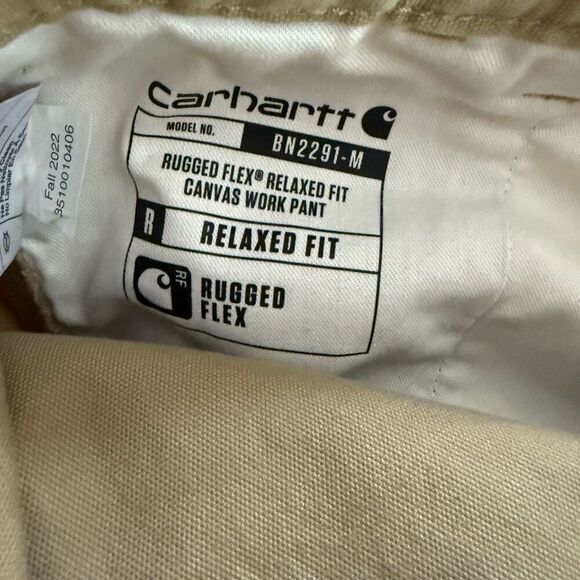 Carhartt
MODEL NO. BN2291-M
RUGGED FLEX® RELAXED FIT
CANVAS WORK PANT
R RELAXED FIT
RF RUGGED
FLEX
Fall 2022
3510010406